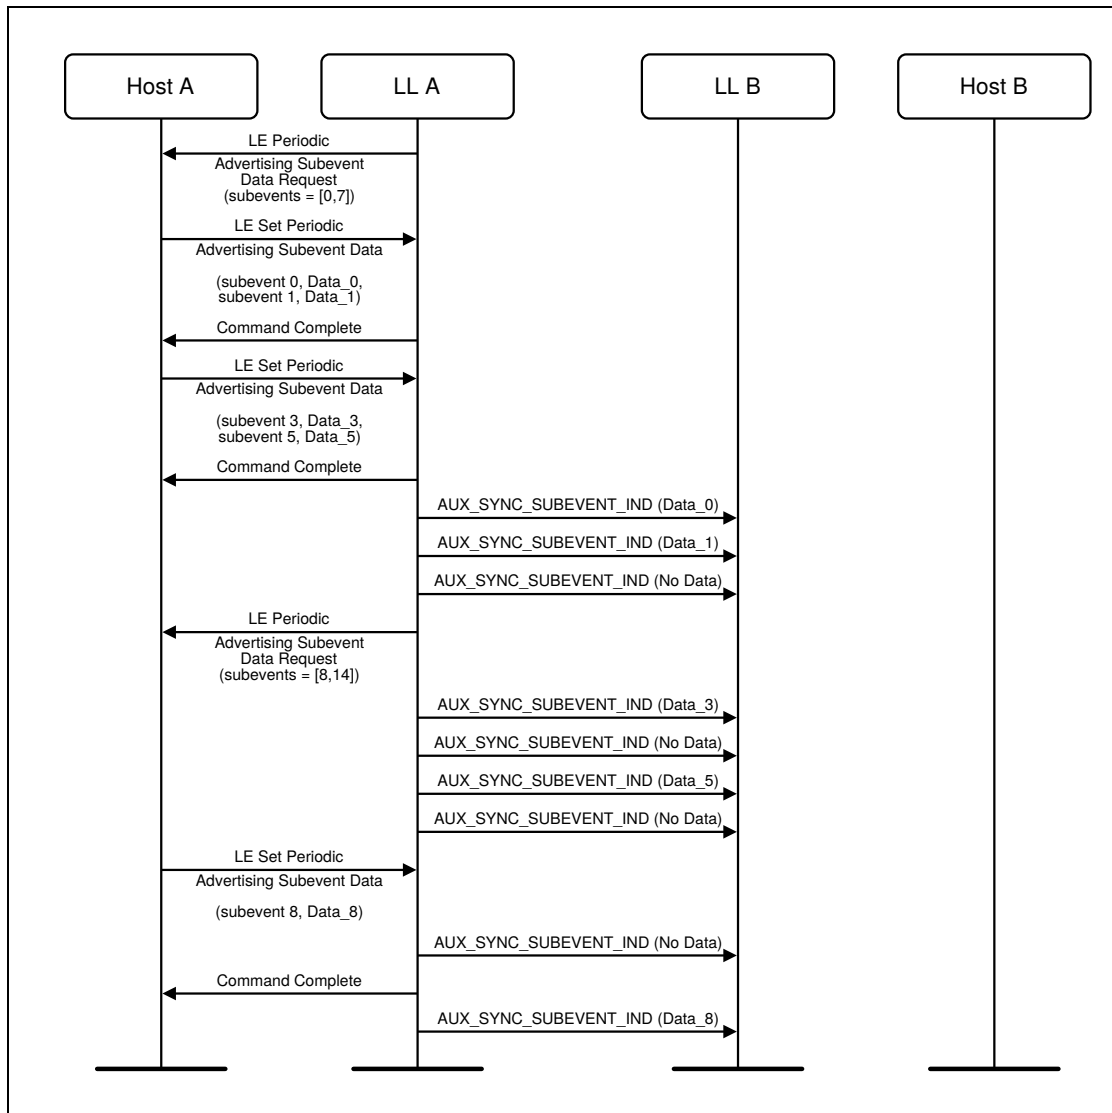 Host A
LL A
LL B
Host B
LE Periodic
Advertising Subevent
Data Request
(subevents = [0,7])
LE Set Periodic
Advertising Subevent Data
(subevent 0, Data_0,
subevent 1, Data_1)
Command Complete
LE Set Periodic
Advertising Subevent Data
(subevent 3, Data_3,
subevent 5, Data_5)
Command Complete
AUX_SYNC_SUBEVENT_IND (Data_0)
AUX_SYNC_SUBEVENT_IND (Data_1)
AUX_SYNC_SUBEVENT_IND (No Data)
LE Periodic
Advertising Subevent
Data Request
(subevents = [8,14])
AUX_SYNC_SUBEVENT_IND (Data_3)
AUX_SYNC_SUBEVENT_IND (No Data)
AUX_SYNC_SUBEVENT_IND (Data_5)
AUX_SYNC_SUBEVENT_IND (No Data)
LE Set Periodic
Advertising Subevent Data
(subevent 8, Data_8)
AUX_SYNC_SUBEVENT_IND (No Data)
Command Complete
AUX_SYNC_SUBEVENT_IND (Data_8)